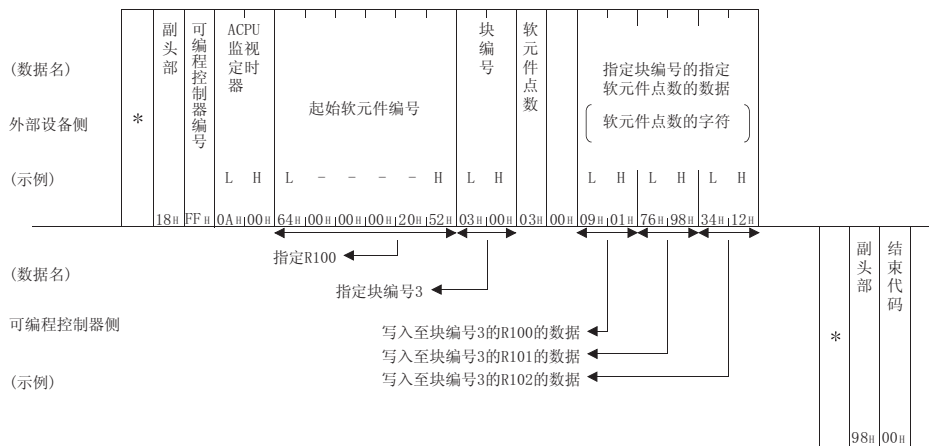 (数据名)
外部设备侧
(示例)
*
副头部
可编程控制器编号
ACPU
监视
定时
器
起始软元件编号
块编号
软元件点数
指定块编号的指定
软元件点数的数据
软元件点数的字符
L H L - - - - H L H L H L H L H
18H FFH 0AH 00H 64H 00H 00H 00H 20H 52H 03H 00H 03H 00H 09H 01H 76H 98H 34H 12H
指定R100
指定块编号3
写入至块编号3的R100的数据
写入至块编号3的R101的数据
写入至块编号3的R102的数据
(数据名)
可编程控制器侧
(示例)
*
副头部
结束代码
98H 00H